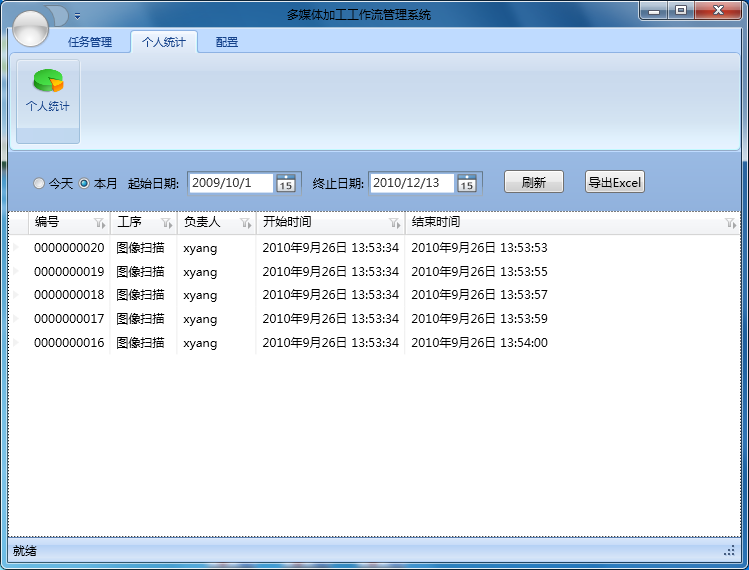 多媒体加工工作流管理系统
任务管理 个人统计 配置
个人统计
今天 本月 起始日期: 2009/10/1 15 终止日期: 2010/12/13 15 刷新 导出Excel
编号 工序 负责人 开始时间 结束时间
0000000020 图像扫描 xyang 2010年9月26日 13:53:34 2010年9月26日 13:53:53
0000000019 图像扫描 xyang 2010年9月26日 13:53:34 2010年9月26日 13:53:55
0000000018 图像扫描 xyang 2010年9月26日 13:53:34 2010年9月26日 13:53:57
0000000017 图像扫描 xyang 2010年9月26日 13:53:34 2010年9月26日 13:53:59
0000000016 图像扫描 xyang 2010年9月26日 13:53:34 2010年9月26日 13:54:00
就绪